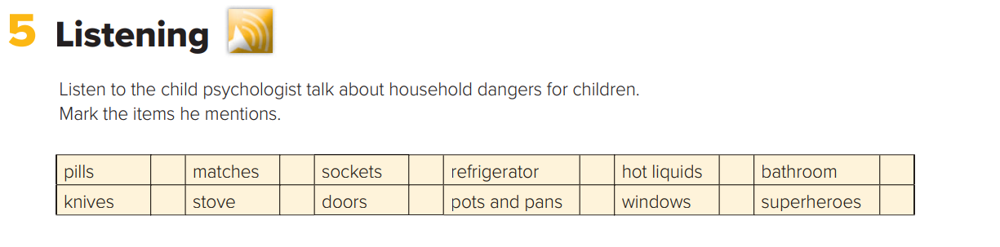 5 Listening
Listen to the child psychologist talk about household dangers for children.
Mark the items he mentions.
pills matches sockets refrigerator hot liquids bathroom
knives stove doors pots and pans windows superheroes